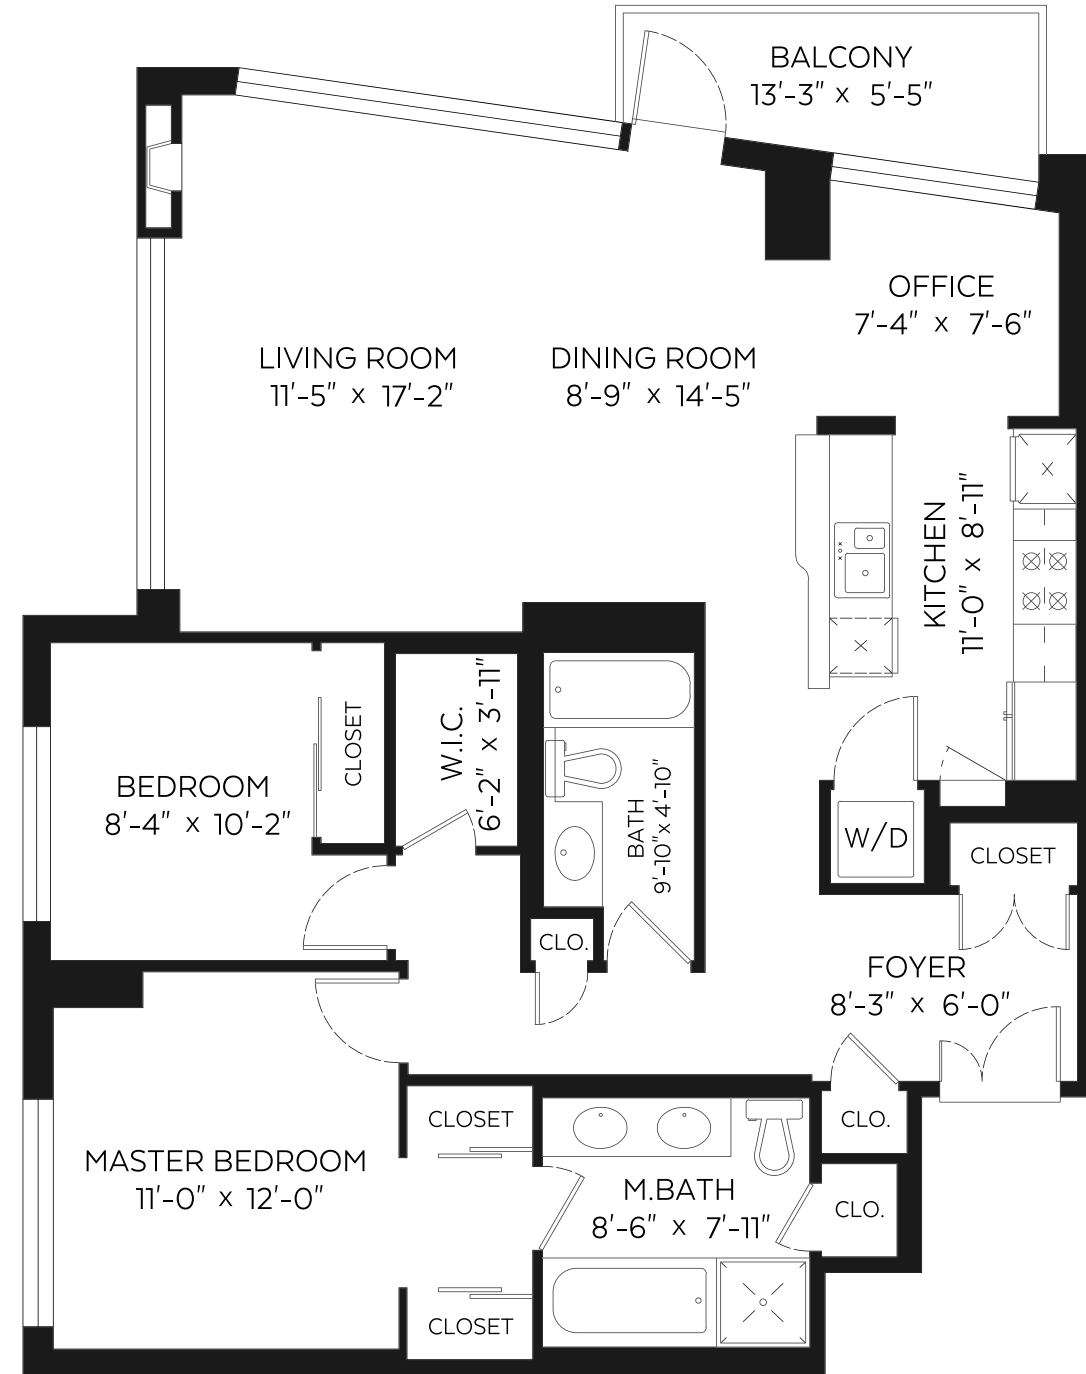 BALCONY
13'-3" x 5'-5"
OFFICE
7'-4" x 7'-6"
LIVING ROOM
11'-5" x 17'-2"
DINING ROOM
8'-9" x 14'-5"
KITCHEN
11'-0" x 8'-11"
BEDROOM
8'-4" x 10'-2"
CLOSET
W.I.C.
6'-2" x 3'-11"
BATH
9'-10" x 4'-10"
W/D
CLOSET
CLO.
FOYER
8'-3" x 6'-0"
CLOSET
CLO.
MASTER BEDROOM
11'-0" x 12'-0"
M.BATH
8'-6" x 7'-11"
CLO.
CLOSET